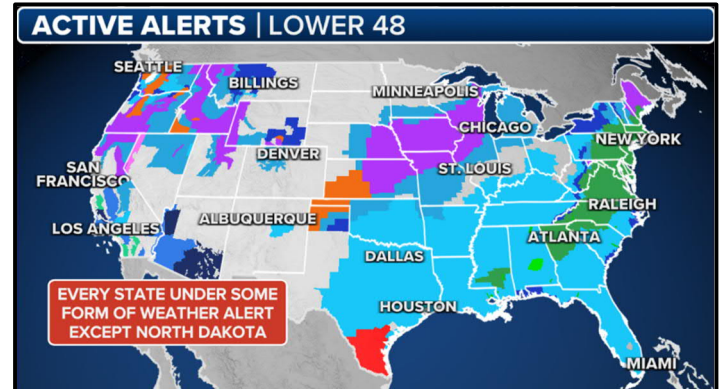 ACTIVE ALERTS | LOWER 48
SEATTLE
BILLINGS
MINNEAPOLIS
CHICAGO
NEW YORK
DENVER
ST. LOUIS
SAN
FRANCISCO
RALEIGH
LOS ANGELES
ALBUQUERQUE
ATLANTA
DALLAS
HOUSTON
MIAMI
EVERY STATE UNDER SOME
FORM OF WEATHER ALERT
EXCEPT NORTH DAKOTA